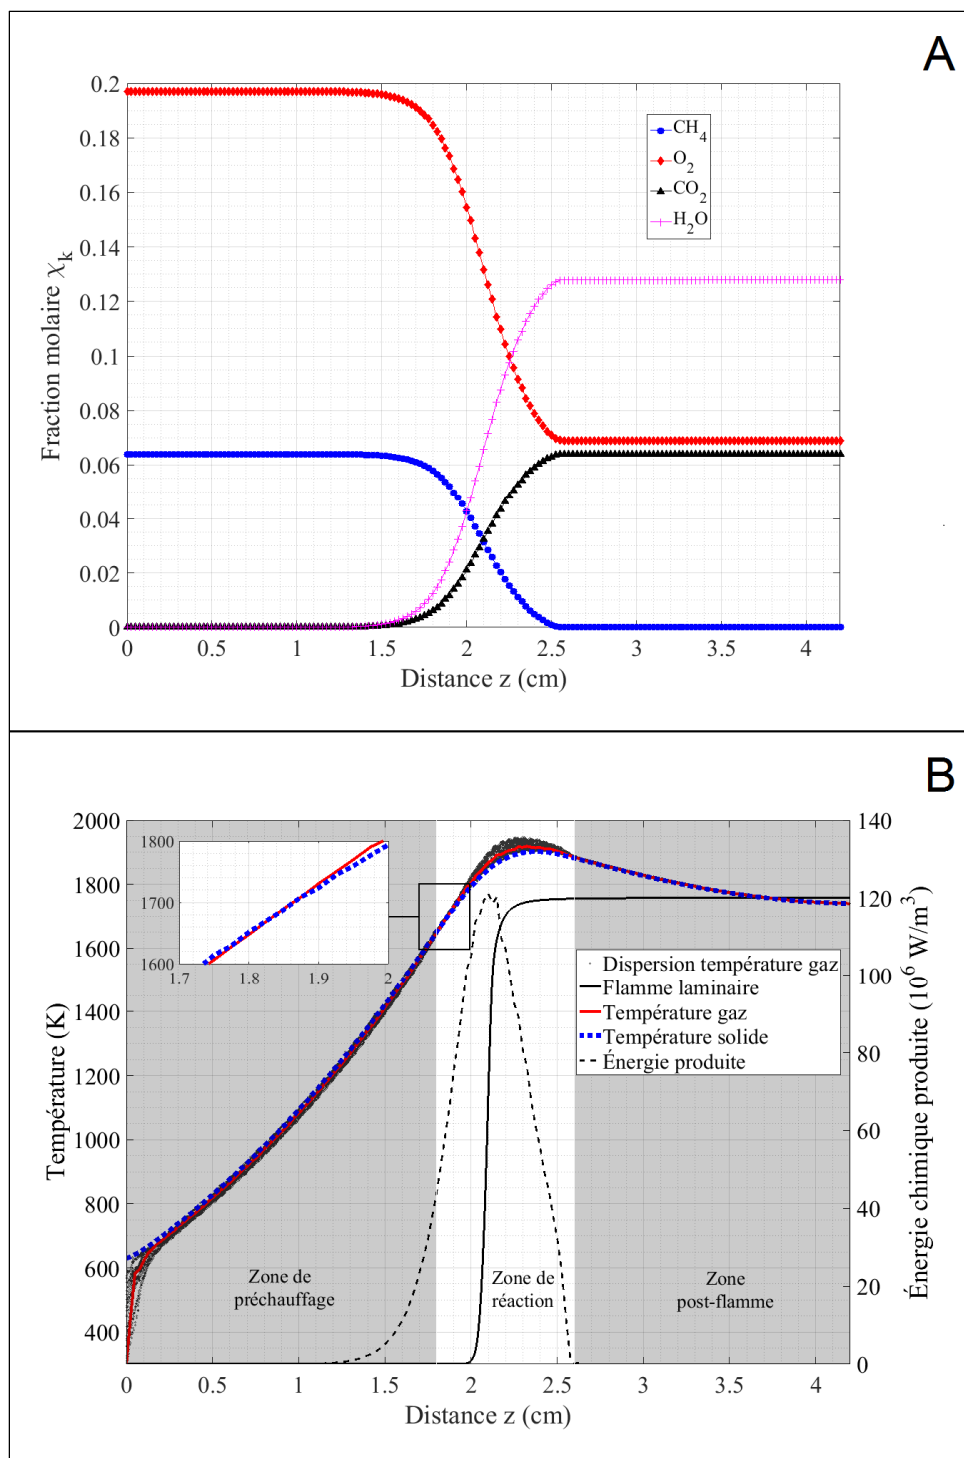 A
0.2
0.18
0.16
0.14
0.12
0.1
0.08
0.06
0.04
0.02
0
Fraction molaire χk
CH4
O2
CO2
H2O
0 0.5 1 1.5 2 2.5 3 3.5 4
Distance z (cm)
B
2000
1800
1600
1400
1200
1000
800
600
400
Température (K)
1800
1700
1600
1.7 1.8 1.9 2
140
120
100
80
60
40
20
0
Énergie chimique produite (10^6 W/m^3)
Dispersion température gaz
Flamme laminaire
Température gaz
Température solide
Énergie produite
Zone de
préchauffage
Zone de
réaction
Zone
post-flamme
0 0.5 1 1.5 2 2.5 3 3.5 4
Distance z (cm)